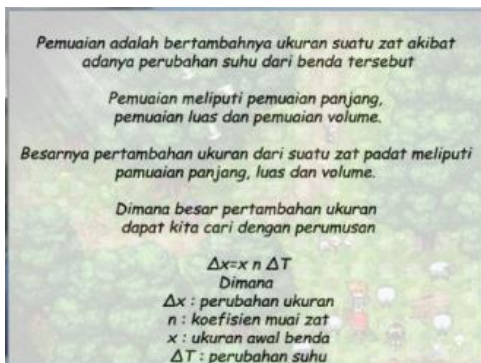 Pemuaian adalah bertambahnya ukuran suatu zat akibat
adanya perubahan suhu dari benda tersebut
Pemuaian meliputi pemuaian panjang,
pemuaian luas dan pemuaian volume.
Besarnya pertambahan ukuran dari suatu zat padat meliputi
pamuaian panjang, luas dan volume.
Dimana besar pertambahan ukuran
dapat kita cari dengan perumusan
Δx=x n ΔT
Dimana
Δx : perubahan ukuran
n : koefisien muai zat
x : ukuran awal benda
ΔT : perubahan suhu